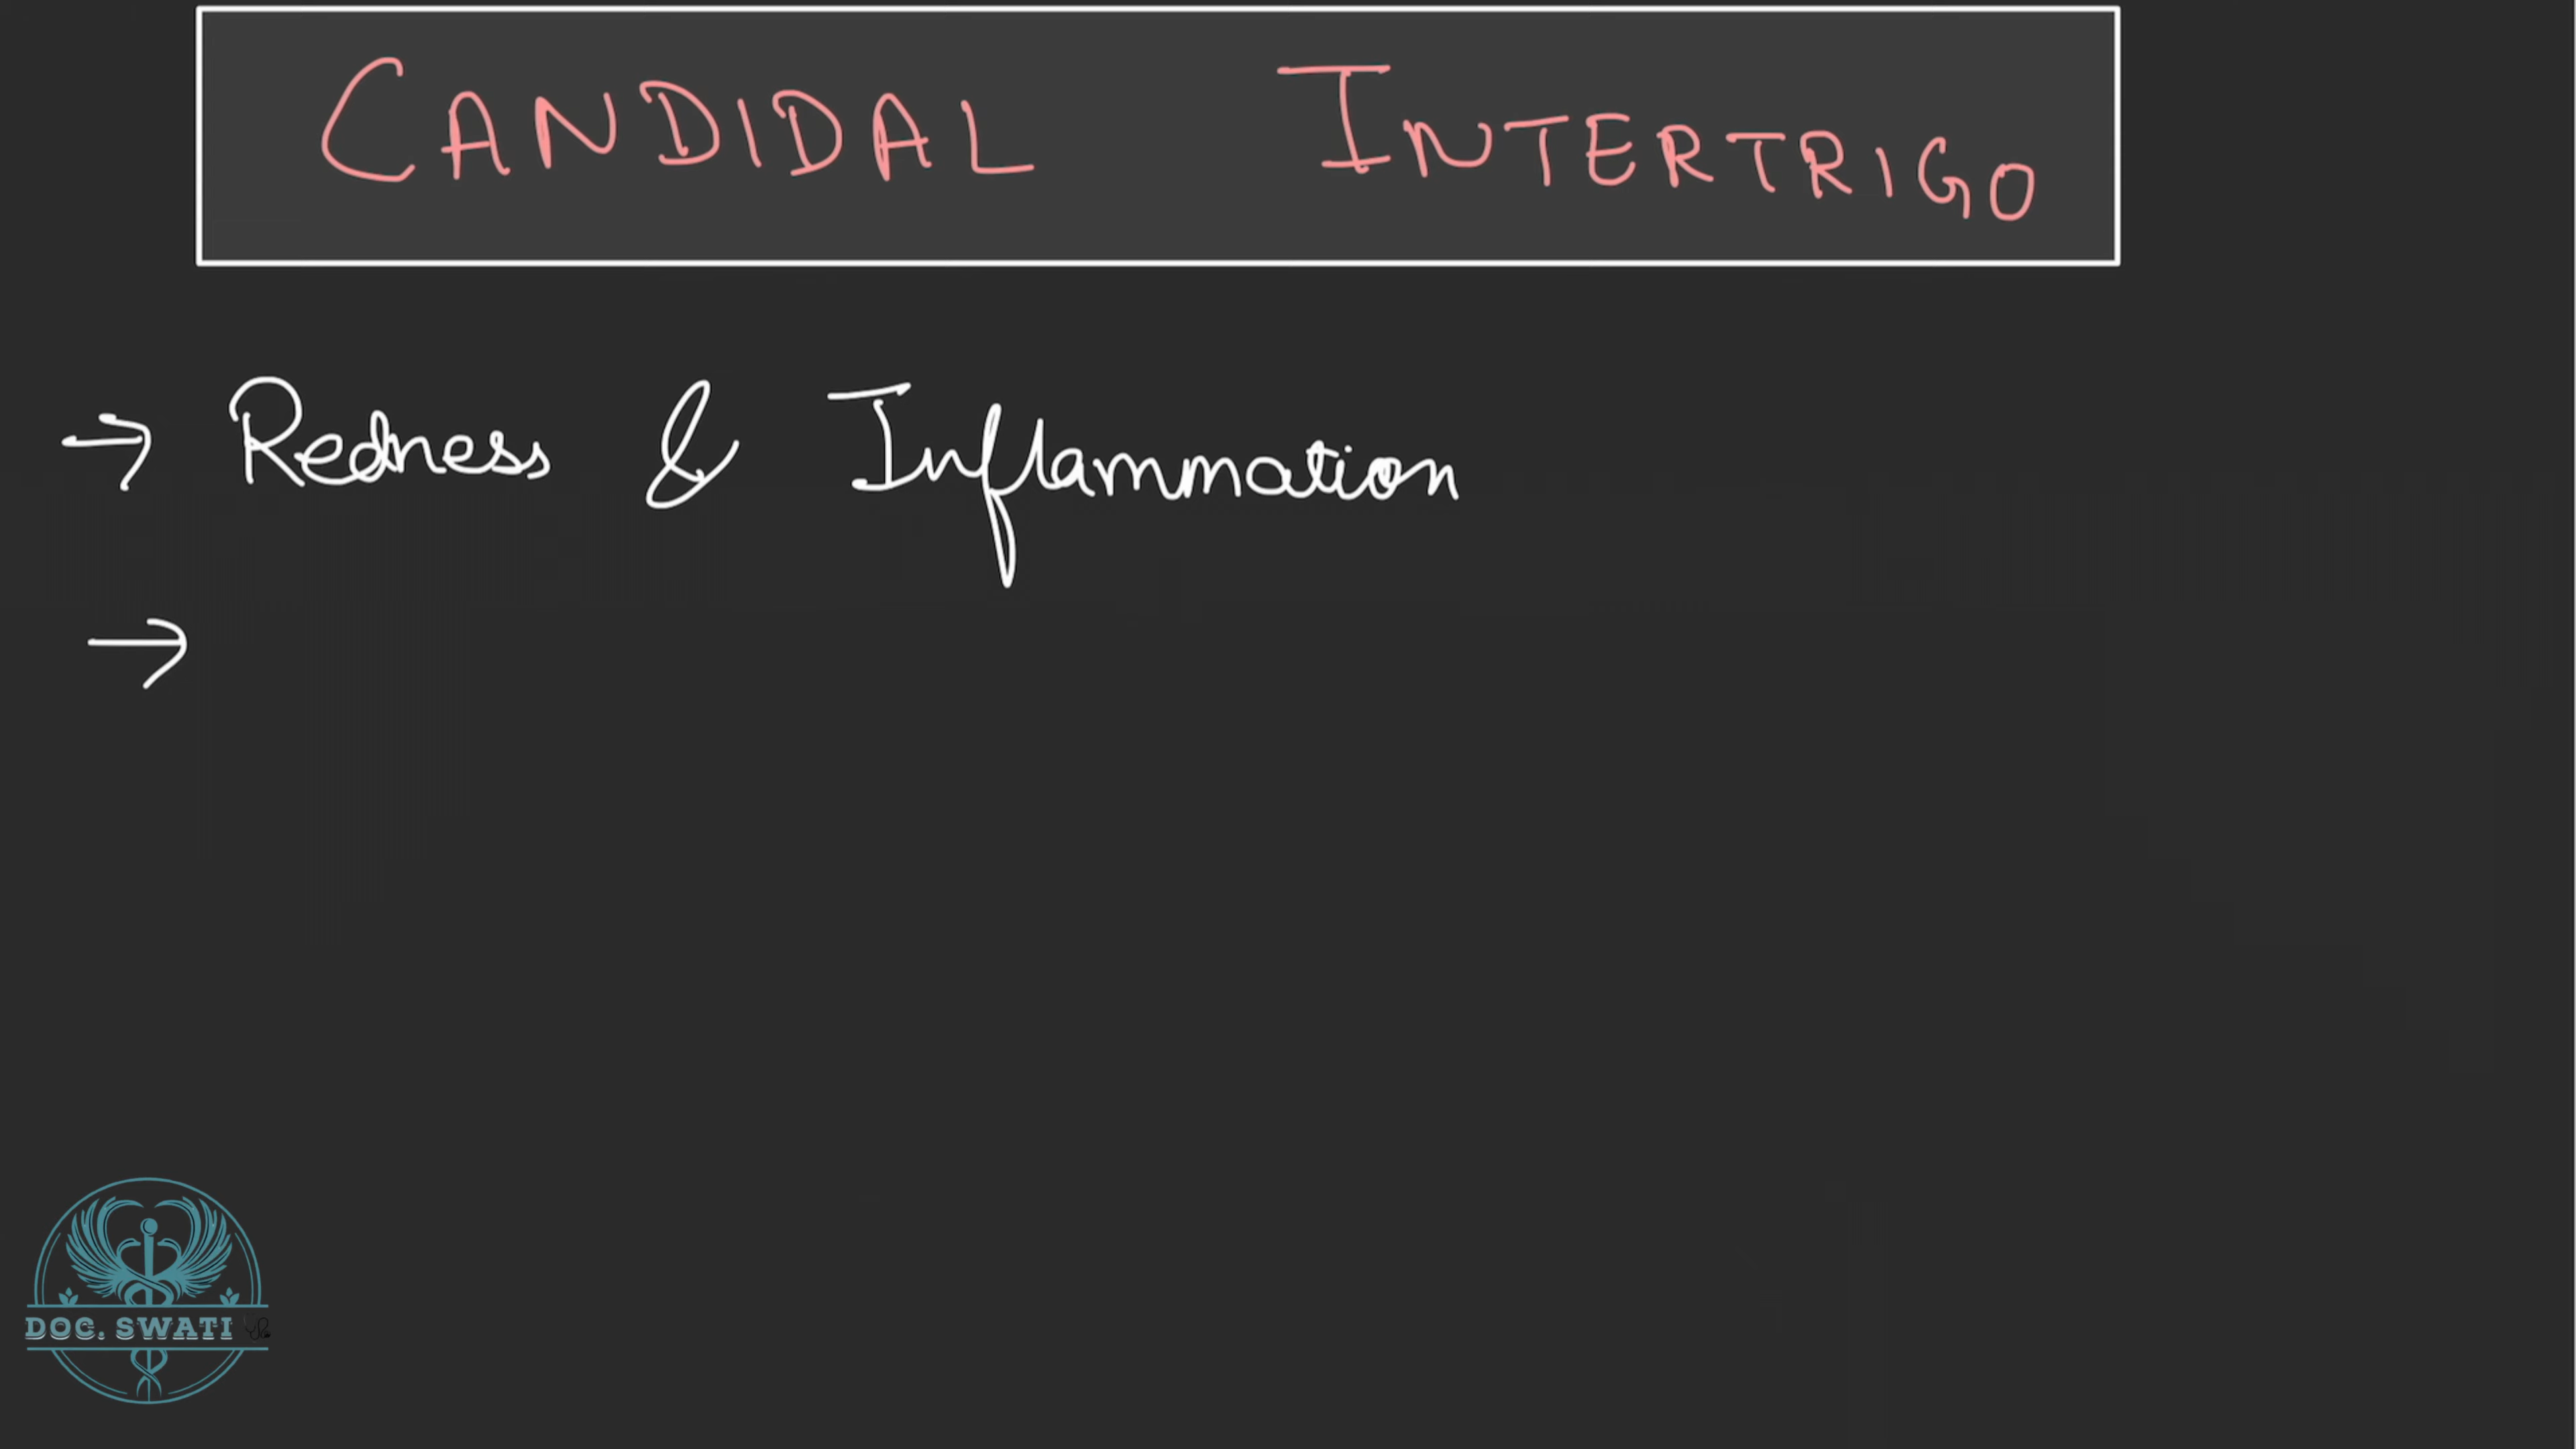 CANDIDAL INTERTRIGO
→ Redness & Inflammation
→
DOC. SWATI